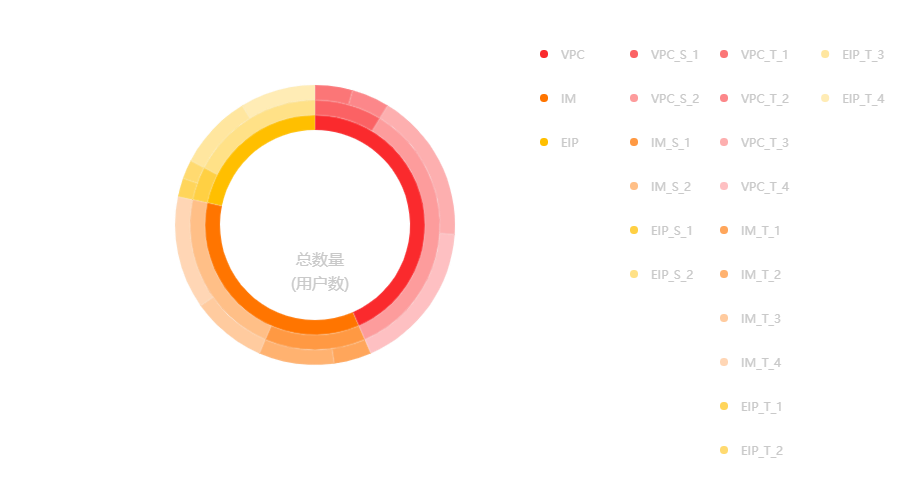 总数量
(用户数)
VPC
IM
EIP
VPC_S_1
VPC_S_2
IM_S_1
IM_S_2
EIP_S_1
EIP_S_2
VPC_T_1
VPC_T_2
VPC_T_3
VPC_T_4
IM_T_1
IM_T_2
IM_T_3
IM_T_4
EIP_T_1
EIP_T_2
EIP_T_3
EIP_T_4